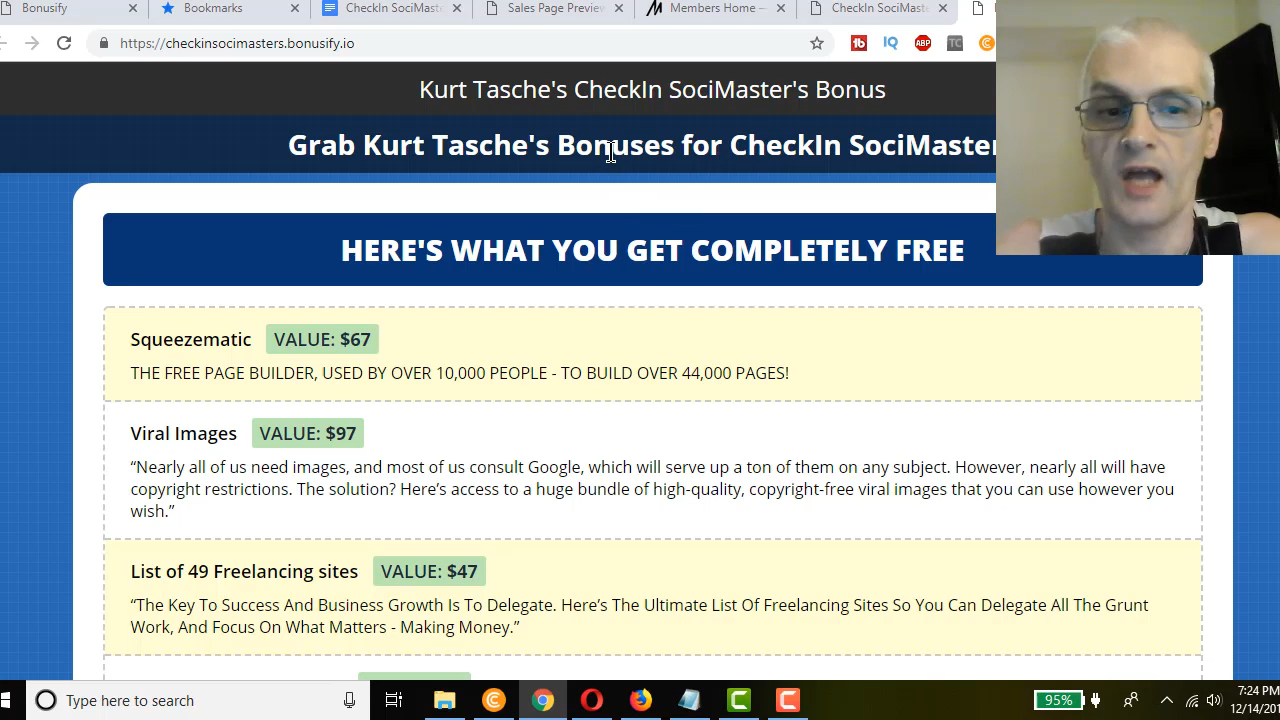 Bonusify
Bookmarks
CheckIn SociMaste
Sales Page Preview
Members Home —
CheckIn SociMaste
https://checkinsocimasters.bonusify.io
Kurt Tasche's CheckIn SociMaster's Bonus
Grab Kurt Tasche's Bonuses for CheckIn SociMaster
HERE'S WHAT YOU GET COMPLETELY FREE
Squeezematic VALUE: $67
THE FREE PAGE BUILDER, USED BY OVER 10,000 PEOPLE - TO BUILD OVER 44,000 PAGES!
Viral Images VALUE: $97
“Nearly all of us need images, and most of us consult Google, which will serve up a ton of them on any subject. However, nearly all will have
copyright restrictions. The solution? Here’s access to a huge bundle of high-quality, copyright-free viral images that you can use however you
wish.”
List of 49 Freelancing sites VALUE: $47
“The Key To Success And Business Growth Is To Delegate. Here’s The Ultimate List Of Freelancing Sites So You Can Delegate All The Grunt
Work, And Focus On What Matters - Making Money.”
Type here to search
95%
7:24 PM
12/14/201